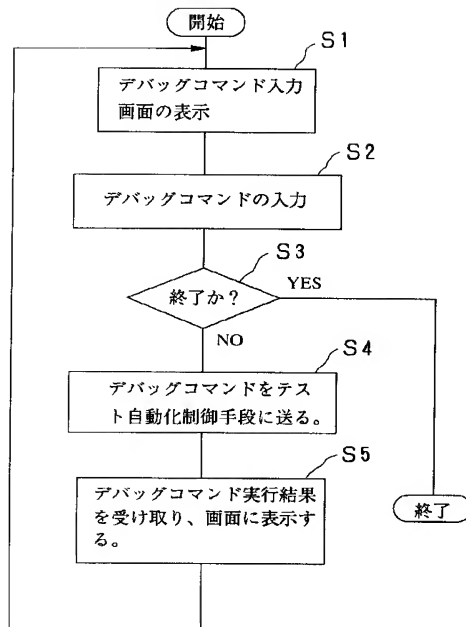 開始
S1
デバッグコマンド入力
画面の表示
S2
デバッグコマンドの入力
S3
終了か？
YES
NO
S4
デバッグコマンドをテス
ト自動化制御手段に送る。
S5
デバッグコマンド実行結果
を受け取り、画面に表示す
る。
終了